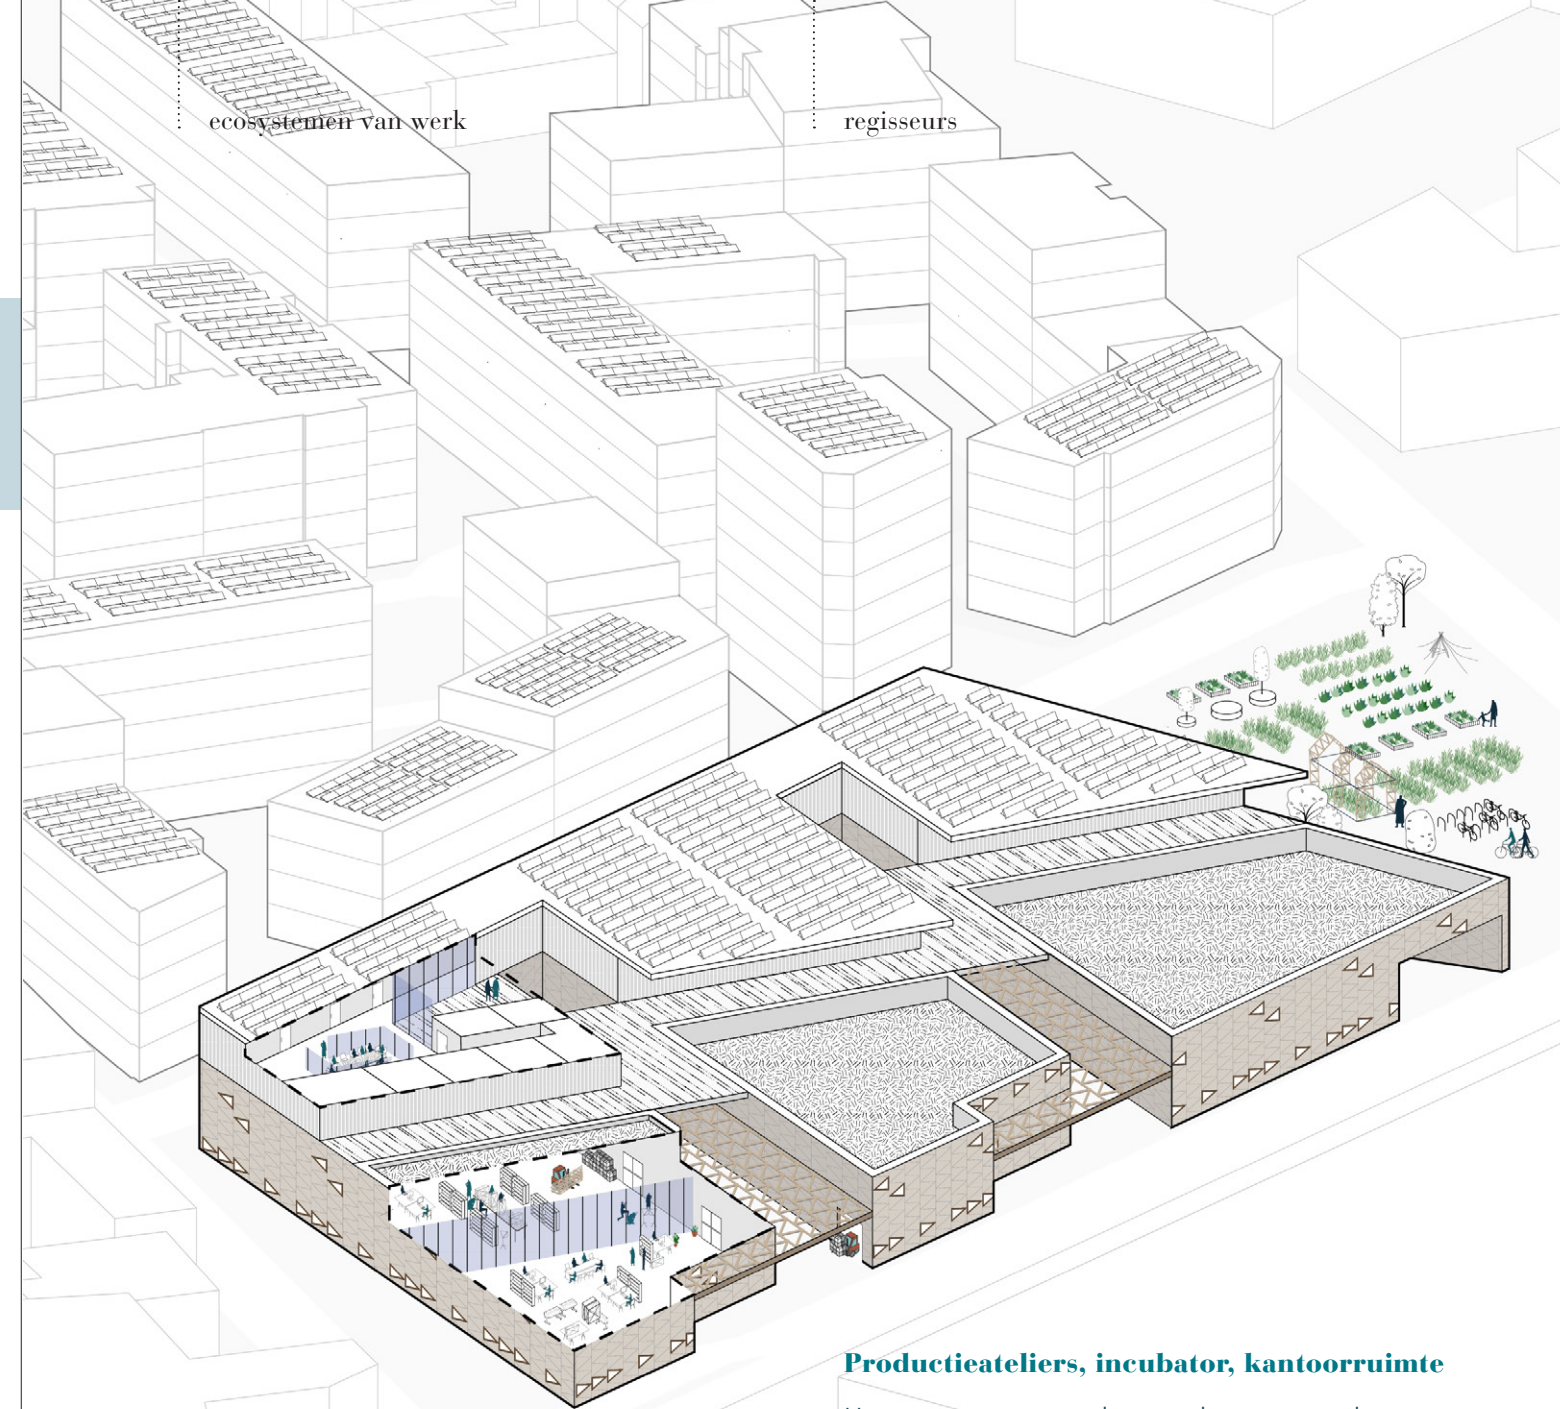 ecosystemen van werk
regisseurs
Productieateliers, incubator, kantoorruimte